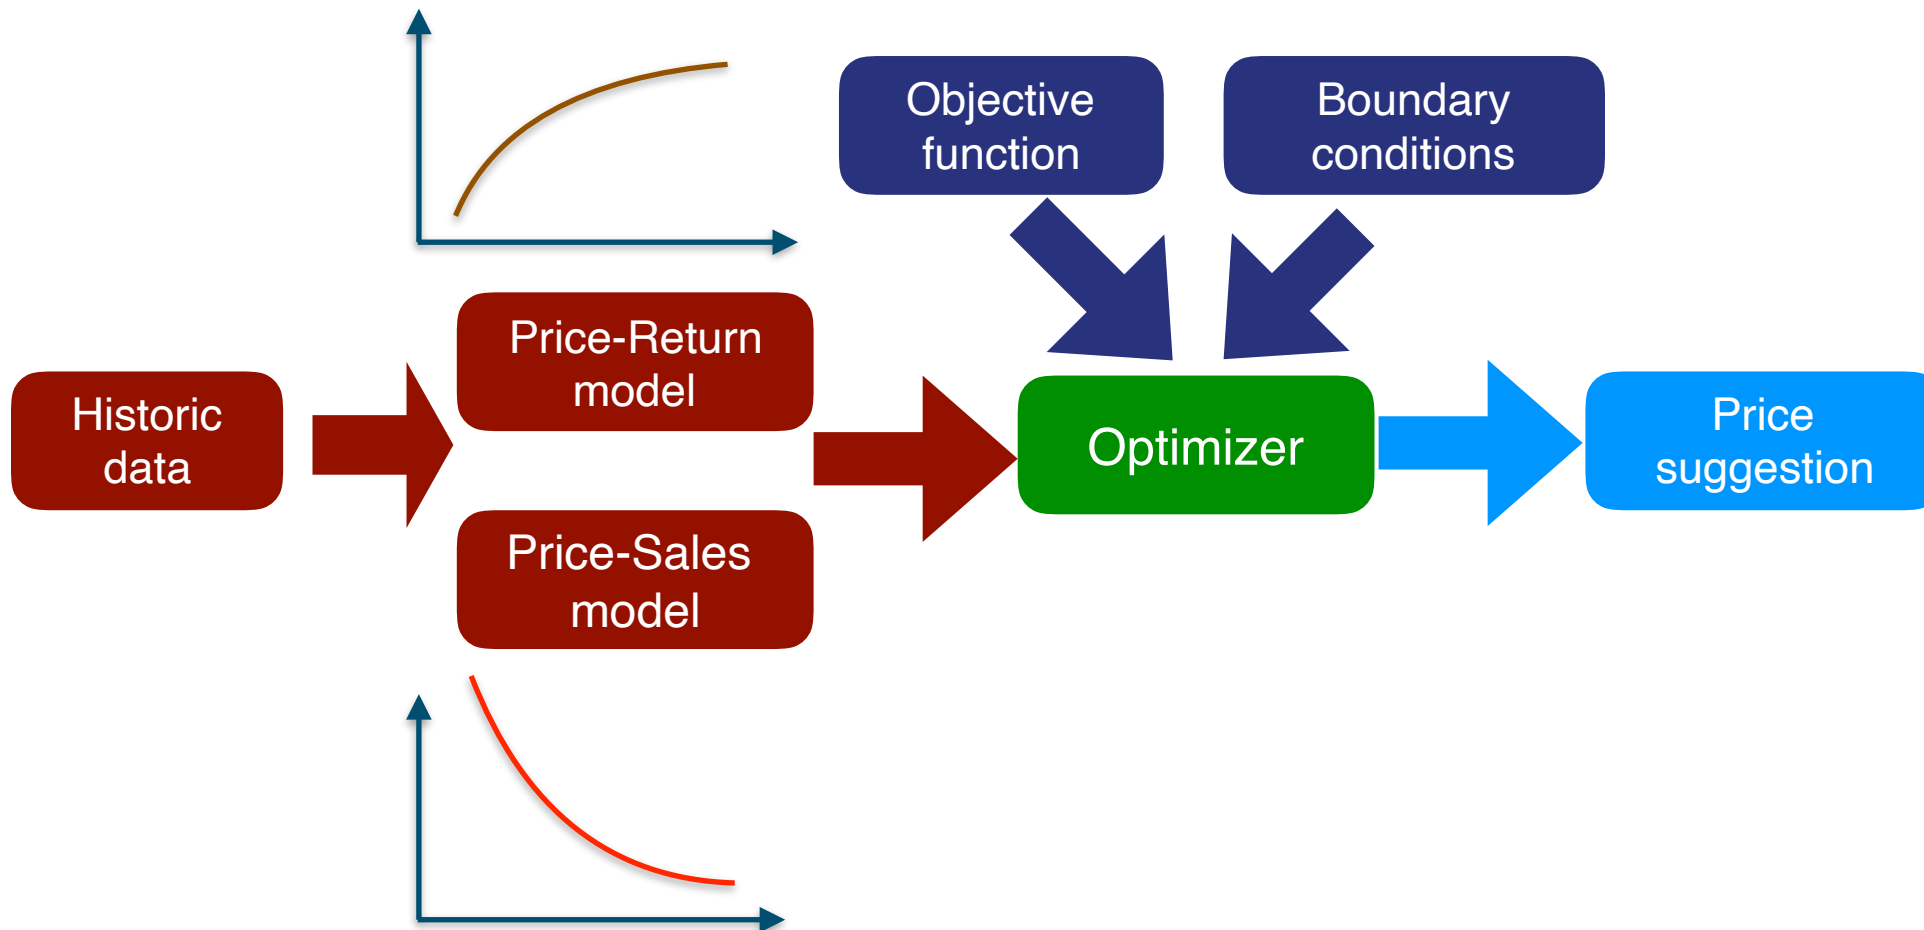 Objective
function
Boundary
conditions
Price-Return
model
Historic
data
Optimizer
Price
suggestion
Price-Sales
model